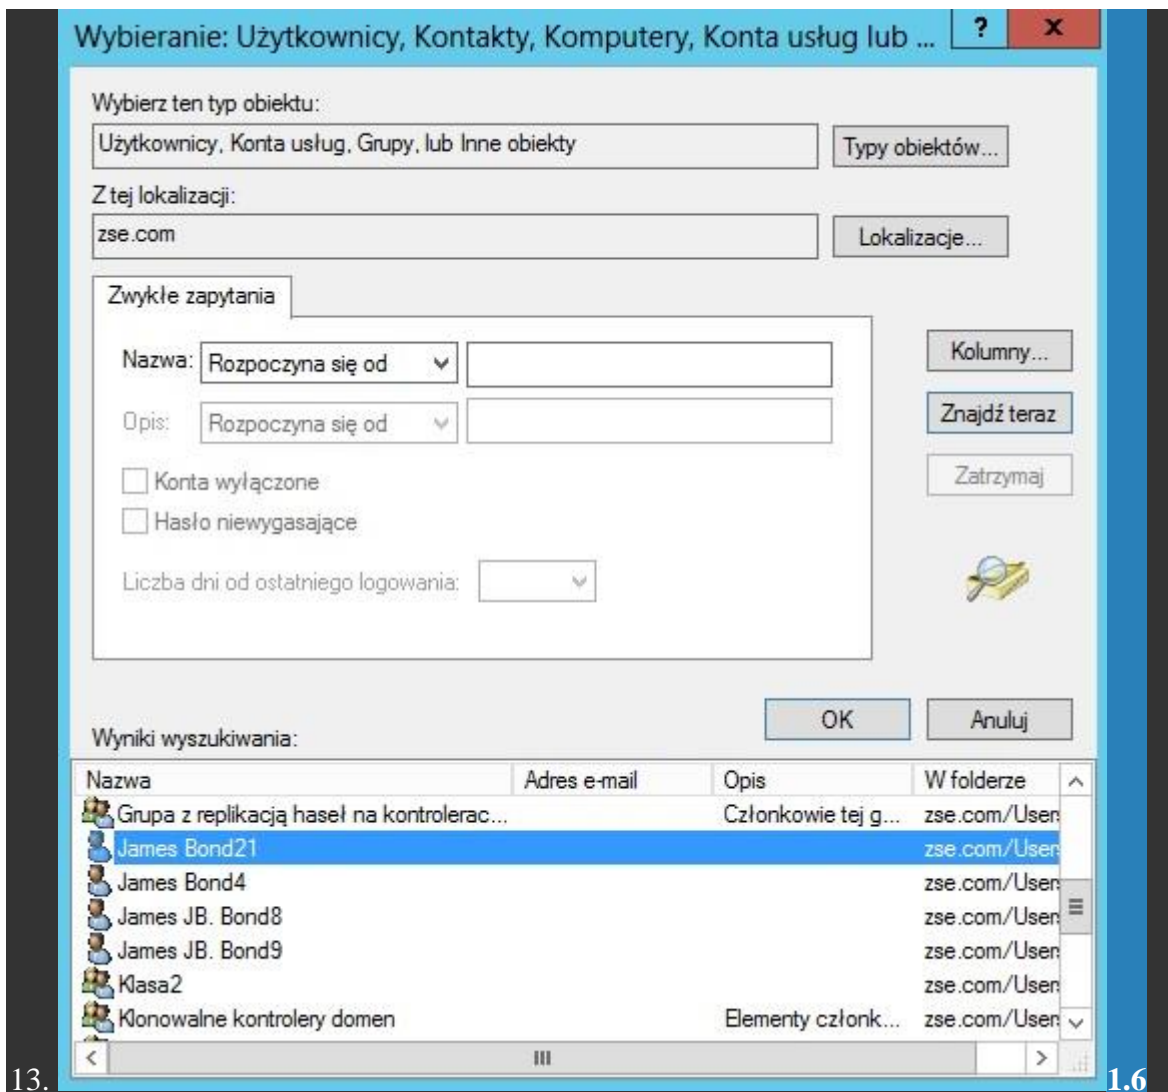 Wybieranie: Użytkownicy, Kontakty, Komputery, Konta usług lub ... ? x
Wybierz ten typ obiektu:
Użytkownicy, Konta usług, Grupy, lub Inne obiekty Typy obiektów...
Z tej lokalizacji:
zse.com Lokalizacje...
Zwykłe zapytania
Nazwa: Rozpoczyna się od Kolumny...
Opis: Rozpoczyna się od Znajdź teraz
Konta wyłączone Zatrzymaj
Hasło niewygasające
Liczba dni od ostatniego logowania:
OK Anuluj
Wyniki wyszukiwania:
Nazwa Adres e-mail Opis W folderze
Grupa z replikacją haseł na kontrolerac... Członkowie tej g... zse.com/User
James Bond21 zse.com/User
James Bond4 zse.com/User
James JB. Bond8 zse.com/User
James JB. Bond9 zse.com/User
Klasa2 zse.com/User
Klonowalne kontrolery domen Elementy członk... zse.com/User
13. 1.6